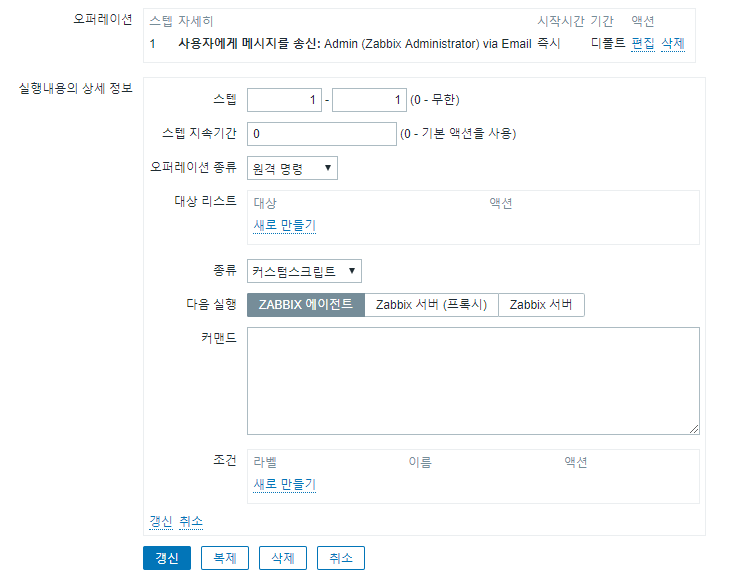 오퍼레이션
스텝 자세히 시작시간 기간 액션
1 사용자에게 메시지를 송신: Admin (Zabbix Administrator) via Email 즉시 디폴트 편집 삭제
실행내용의 상세 정보
스텝 1 - 1 (0 - 무한)
스텝 지속기간 0 (0 - 기본 액션을 사용)
오퍼레이션 종류 원격 명령
대상 리스트 대상 액션
새로 만들기
종류 커스텀스크립트
다음 실행 ZABBIX 에이전트 Zabbix 서버 (프록시) Zabbix 서버
커맨드
조건 라벨 이름 액션
새로 만들기
갱신 취소
갱신 복제 삭제 취소